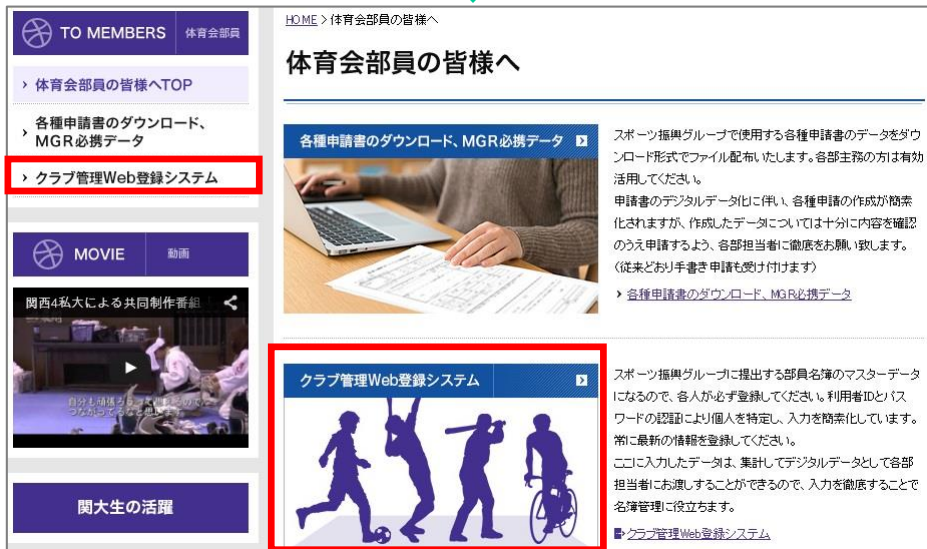 TO MEMBERS 体育会部員
› 体育会部員の皆様へTOP
› 各種申請書のダウンロード、
MGR必携データ
› クラブ管理Web登録システム
MOVIE 動画
関西4私大による共同制作番組
自分も頑張ろうって
つながってるなと思います
関大生の活躍
HOME > 体育会部員の皆様へ
体育会部員の皆様へ
各種申請書のダウンロード、MGR必携データ
スポーツ振興グループで使用する各種申請書のデータをダウ
ンロード形式でファイル配布いたします。各部主務の方は有効
活用してください。
申請書のデジタルデータ化に伴い、各種申請の作成が簡素
化されますが、作成したデータについては十分に内容を確認
のうえ申請するよう、各部担当者に徹底をお願い致します。
(従来どおり手書き申請も受け付けます)
› 各種申請書のダウンロード、MGR必携データ
クラブ管理Web登録システム
スポーツ振興グループに提出する部員名簿のマスターデータ
になるので、各人が必ず登録してください。利用者IDとパス
ワードの認証により個人を特定し、入力を簡素化しています。
常に最新の情報を登録してください。
ここに入力したデータは、集計してデジタルデータとして各部
担当者にお渡しすることができるので、入力を徹底することで
名簿管理に役立ちます。
クラブ管理Web登録システム